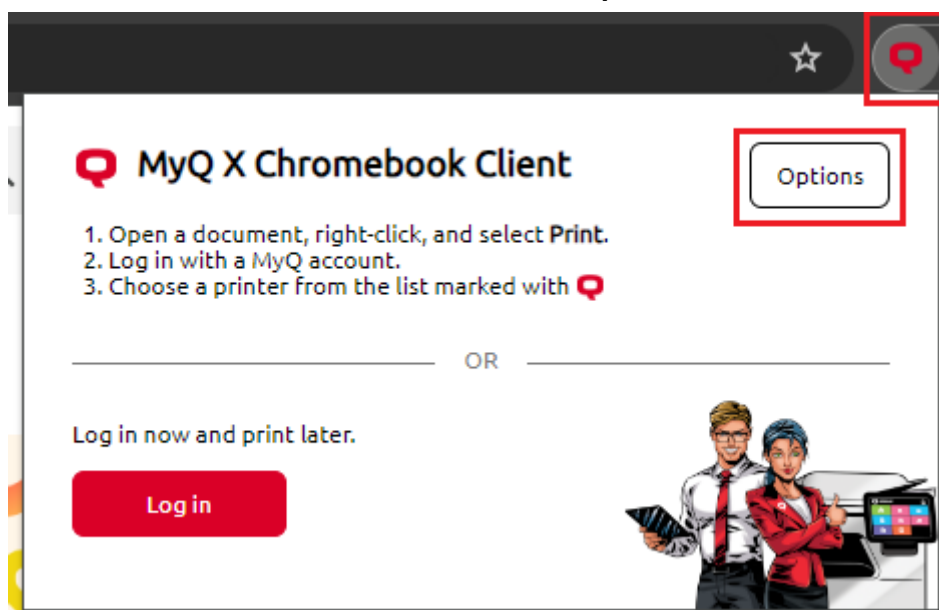 MyQ X Chromebook Client
Options
1. Open a document, right-click, and select Print.
2. Log in with a MyQ account.
3. Choose a printer from the list marked with
OR
Log in now and print later.
Log in